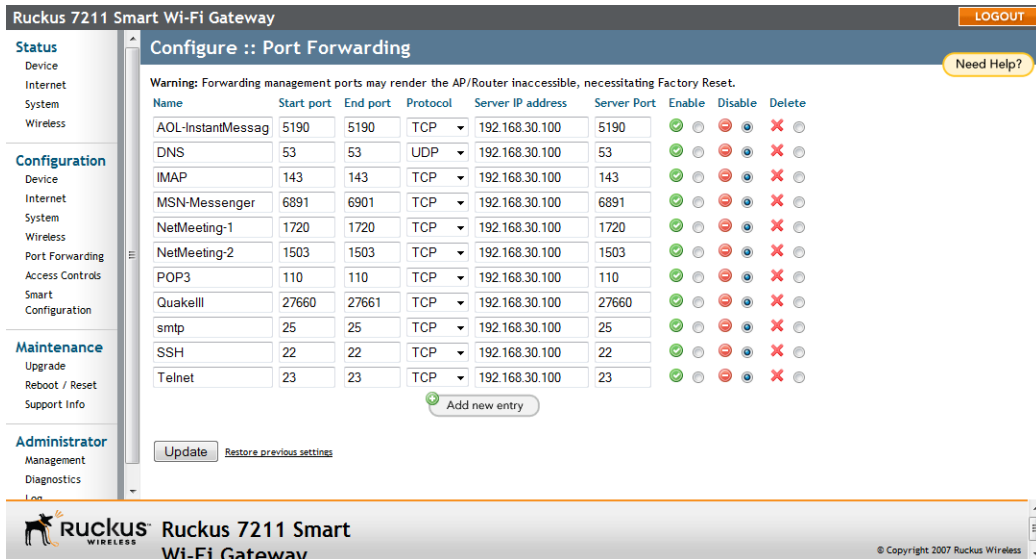 Ruckus 7211 Smart Wi-Fi Gateway
LOGOUT
Status
Device
Internet
System
Wireless
Configuration
Device
Internet
System
Wireless
Port Forwarding
Access Controls
Smart
Configuration
Maintenance
Upgrade
Reboot / Reset
Support Info
Administrator
Management
Diagnostics
Log
Configure :: Port Forwarding
Need Help?
Warning: Forwarding management ports may render the AP/Router inaccessible, necessitating Factory Reset.
Name Start port End port Protocol Server IP address Server Port Enable Disable Delete
AOL-InstantMessag 5190 5190 TCP 192.168.30.100 5190
DNS 53 53 UDP 192.168.30.100 53
IMAP 143 143 TCP 192.168.30.100 143
MSN-Messenger 6891 6901 TCP 192.168.30.100 6891
NetMeeting-1 1720 1720 TCP 192.168.30.100 1720
NetMeeting-2 1503 1503 TCP 192.168.30.100 1503
POP3 110 110 TCP 192.168.30.100 110
QuakeIII 27660 27661 TCP 192.168.30.100 27660
smtp 25 25 TCP 192.168.30.100 25
SSH 22 22 TCP 192.168.30.100 22
Telnet 23 23 TCP 192.168.30.100 23
Add new entry
Update Restore previous settings
RUCKUS WIRELESS
Ruckus 7211 Smart
Wi-Fi Gateway
© Copyright 2007 Ruckus Wireless